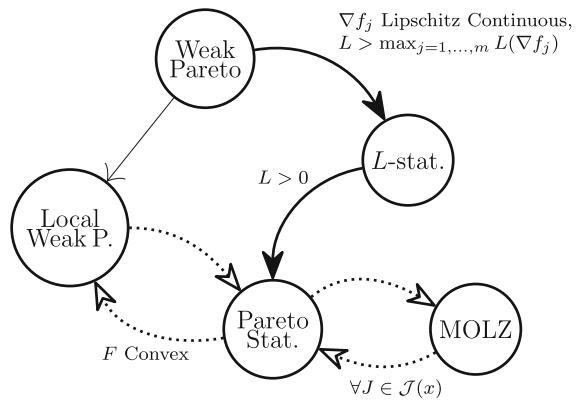 ∇f_j Lipschitz Continuous,
L > max_{j=1,...,m} L(∇f_j)
Weak
Pareto
L-stat.
L > 0
Local
Weak P.
Pareto
Stat.
MOLZ
F Convex
∀J ∈ 𝒥(x)